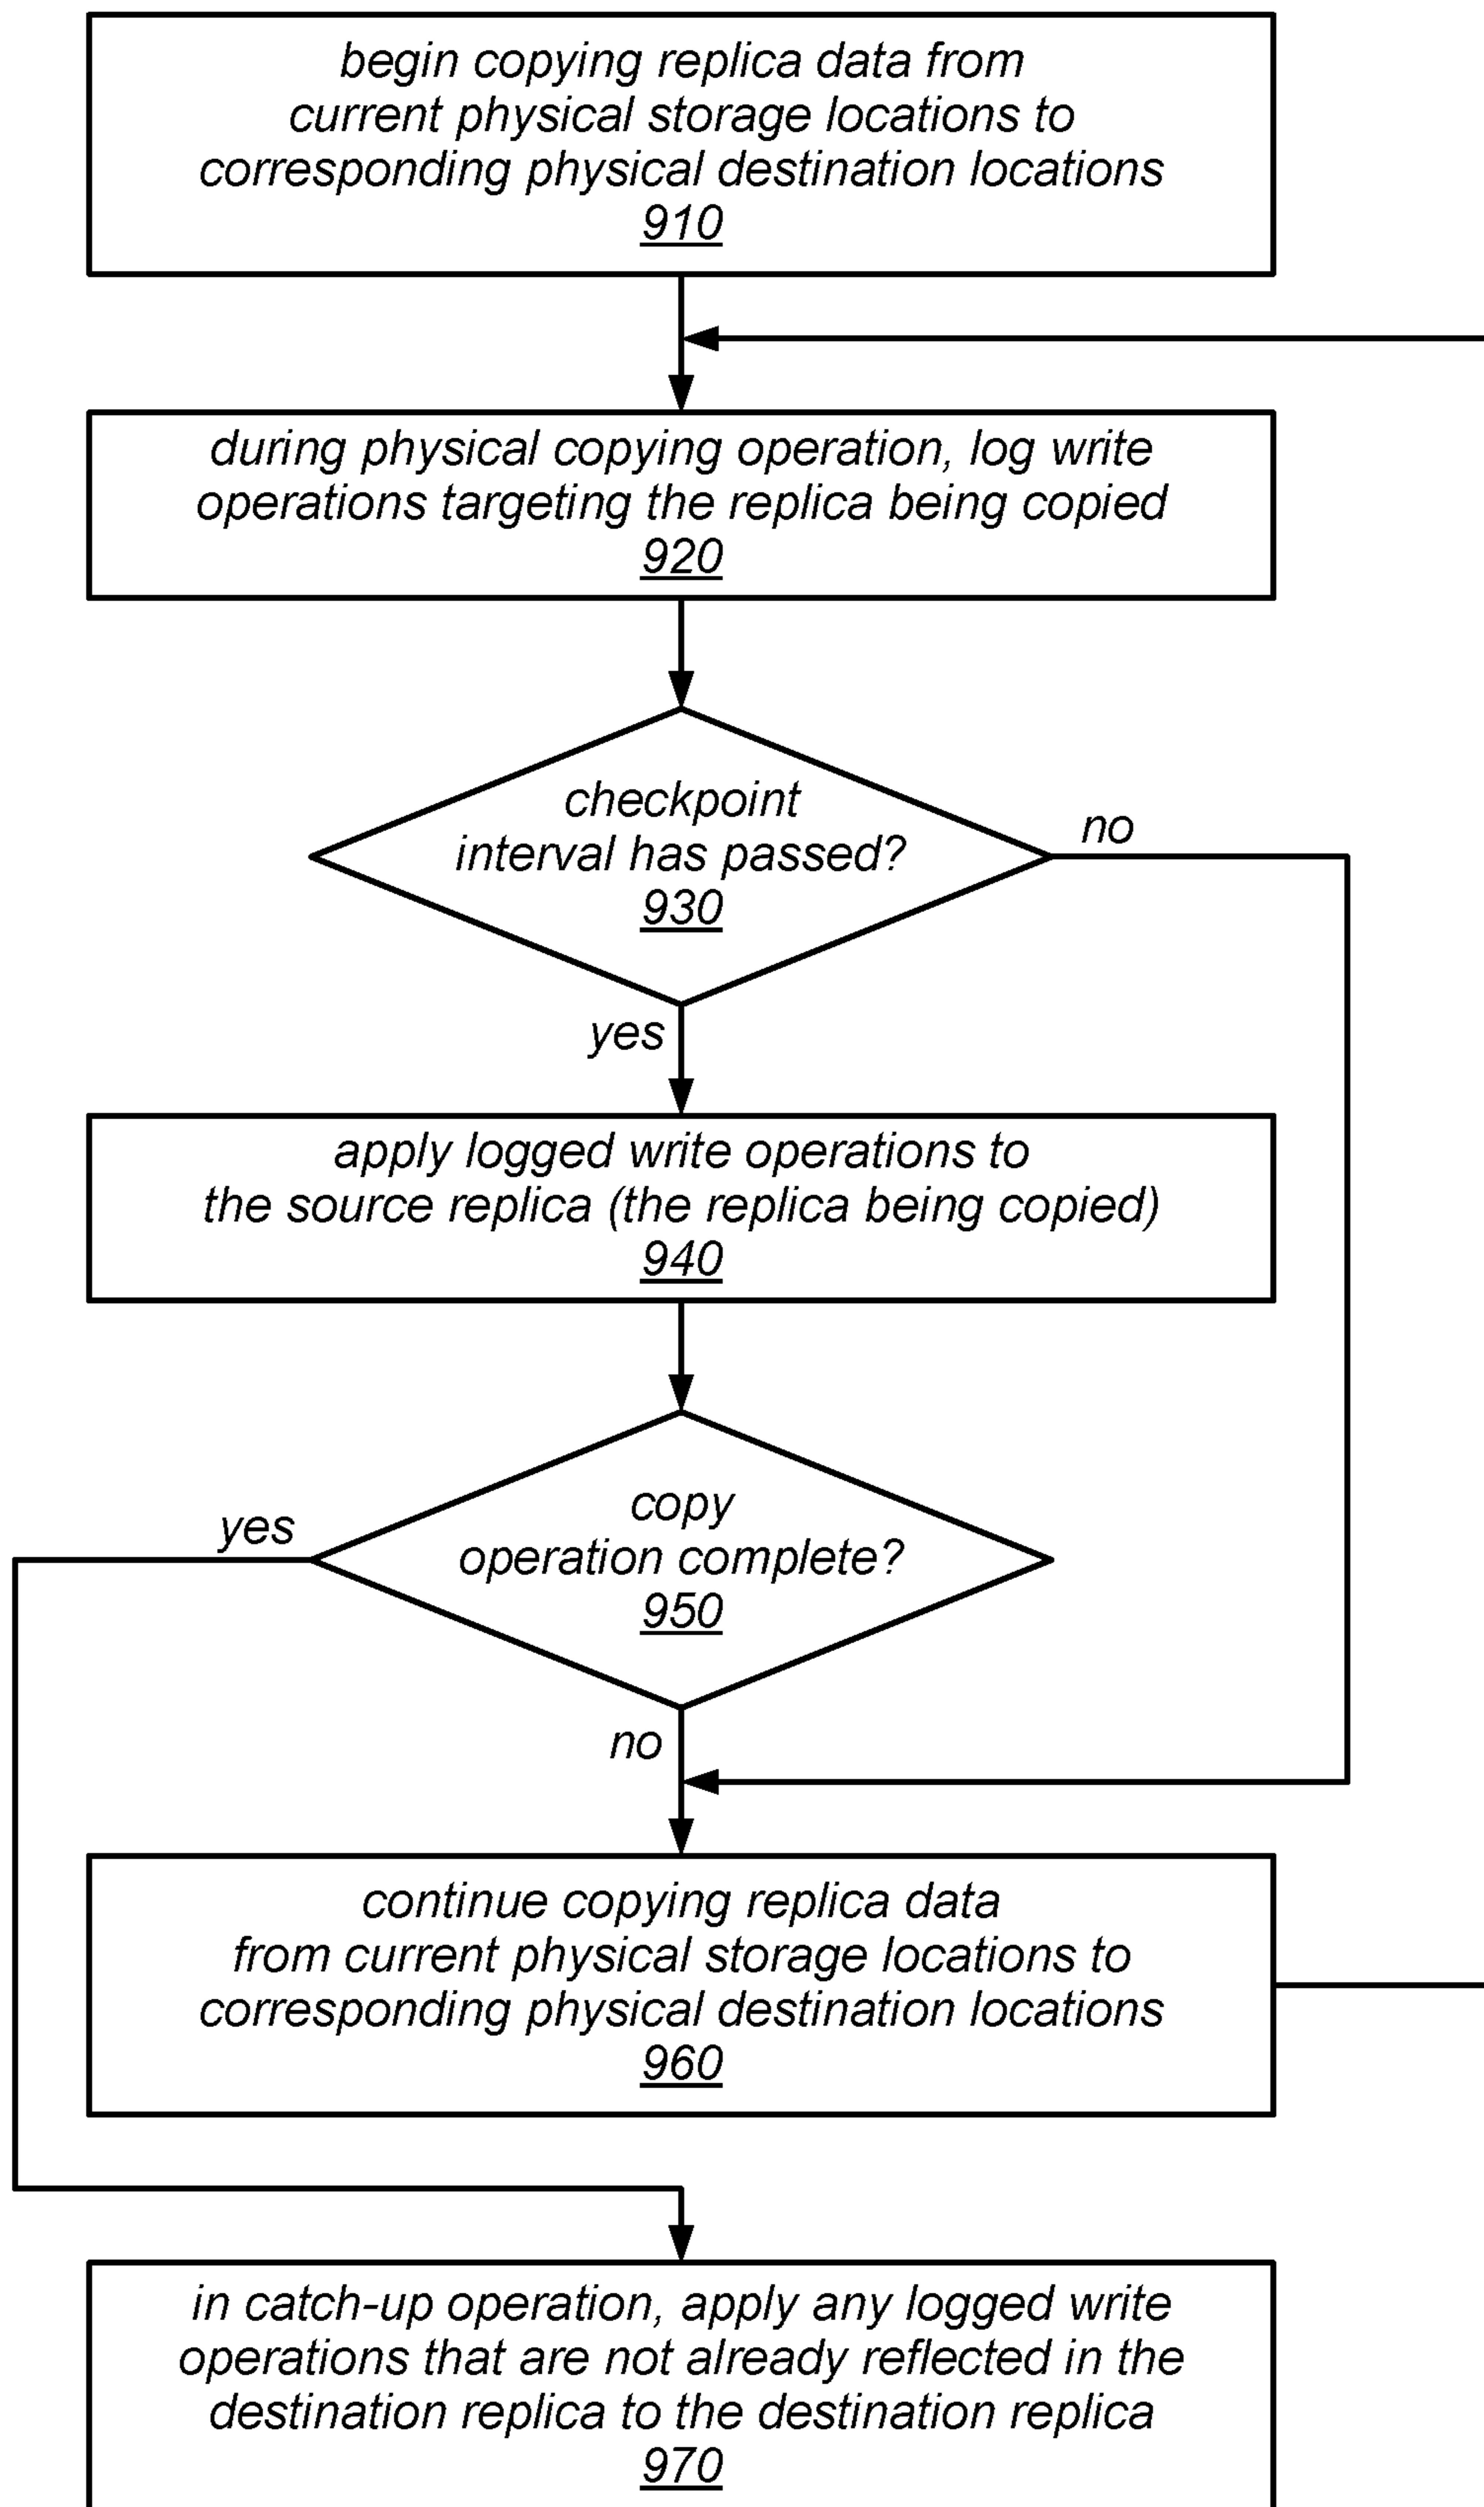 begin copying replica data from
current physical storage locations to
corresponding physical destination locations
910
during physical copying operation, log write
operations targeting the replica being copied
920
checkpoint
interval has passed?
930
no
yes
apply logged write operations to
the source replica (the replica being copied)
940
copy
operation complete?
950
yes
no
continue copying replica data
from current physical storage locations to
corresponding physical destination locations
960
in catch-up operation, apply any logged write
operations that are not already reflected in the
destination replica to the destination replica
970